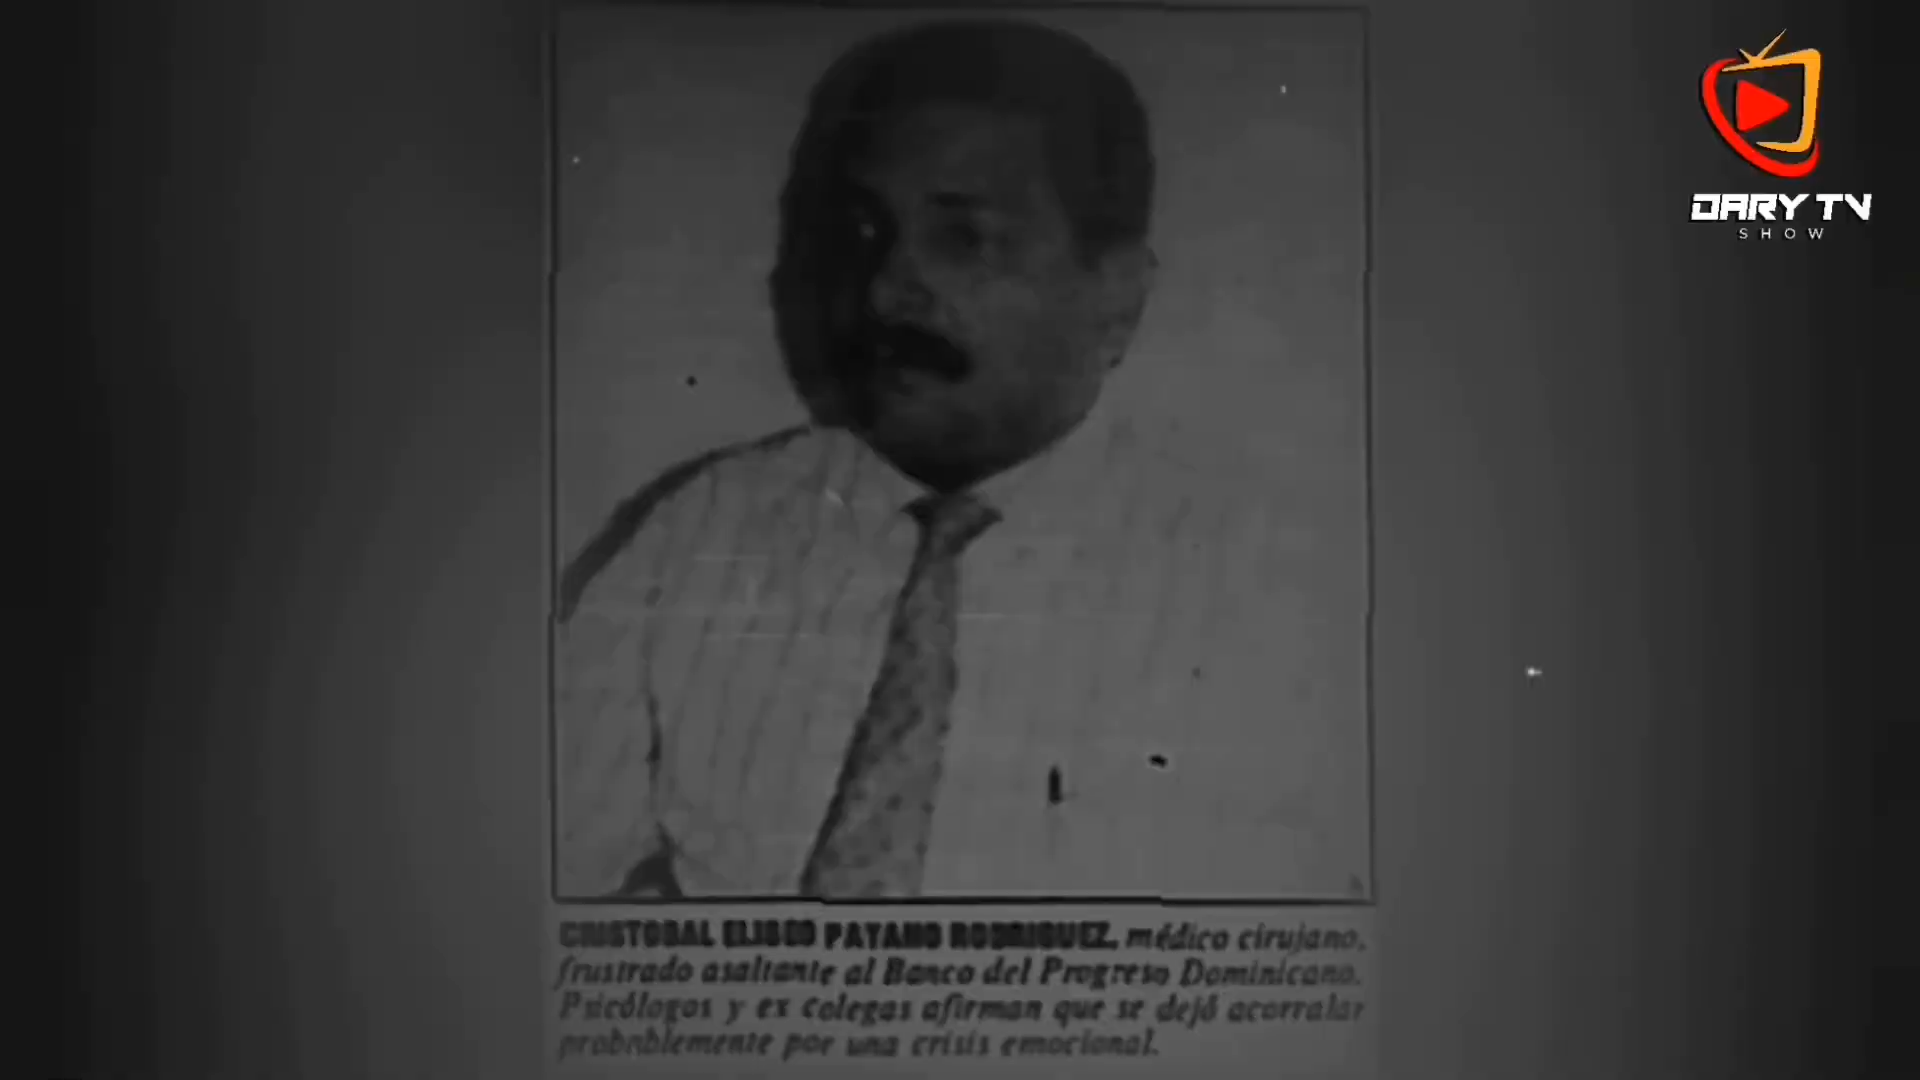 DARY TV
SHOW
CRISTOBAL ELISEO PAYANO RODRIGUEZ, médico cirujano,
frustrado asaltante al Banco del Progreso Dominicano.
Psicólogos y ex colegas afirman que se dejó acorralar
probablemente por una crisis emocional.